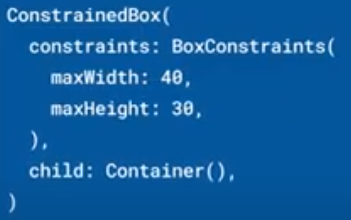 ConstrainedBox(
  constraints: BoxConstraints(
    maxWidth: 40,
    maxHeight: 30,
  ),
  child: Container(),
)